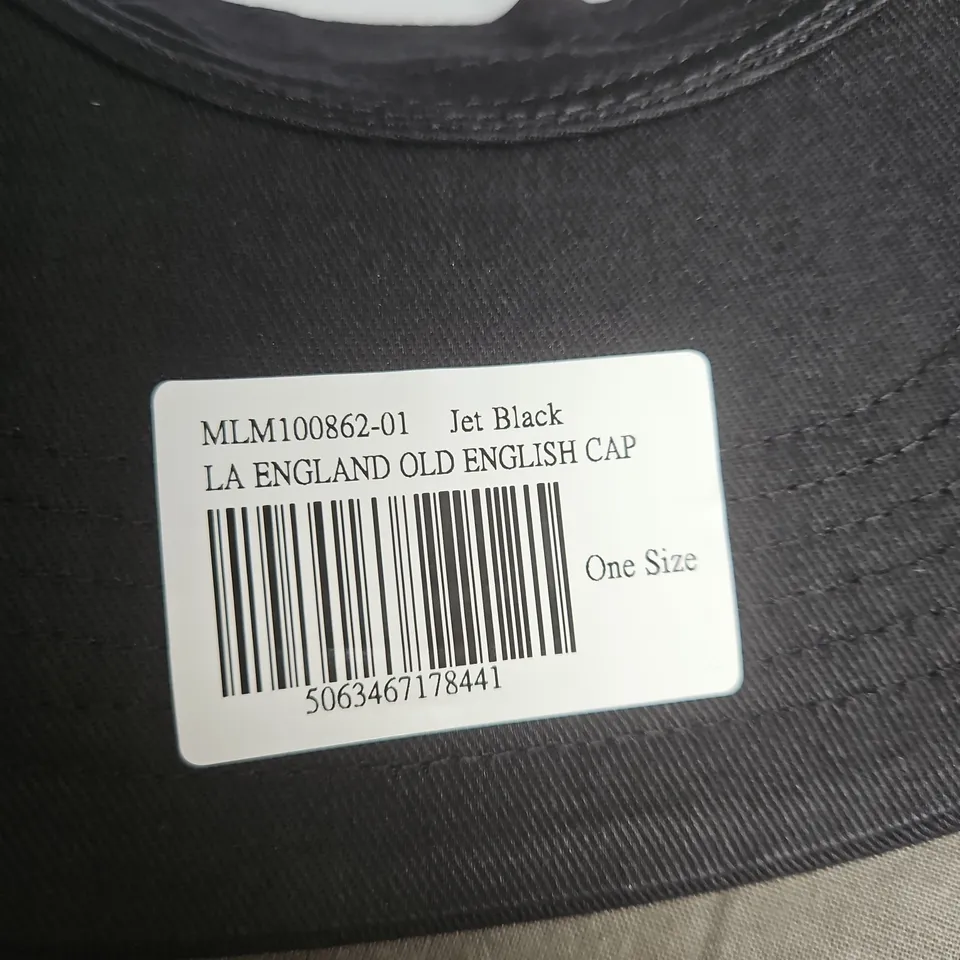 MLM100862-01 Jet Black
LA ENGLAND OLD ENGLISH CAP
One Size
5063467178441